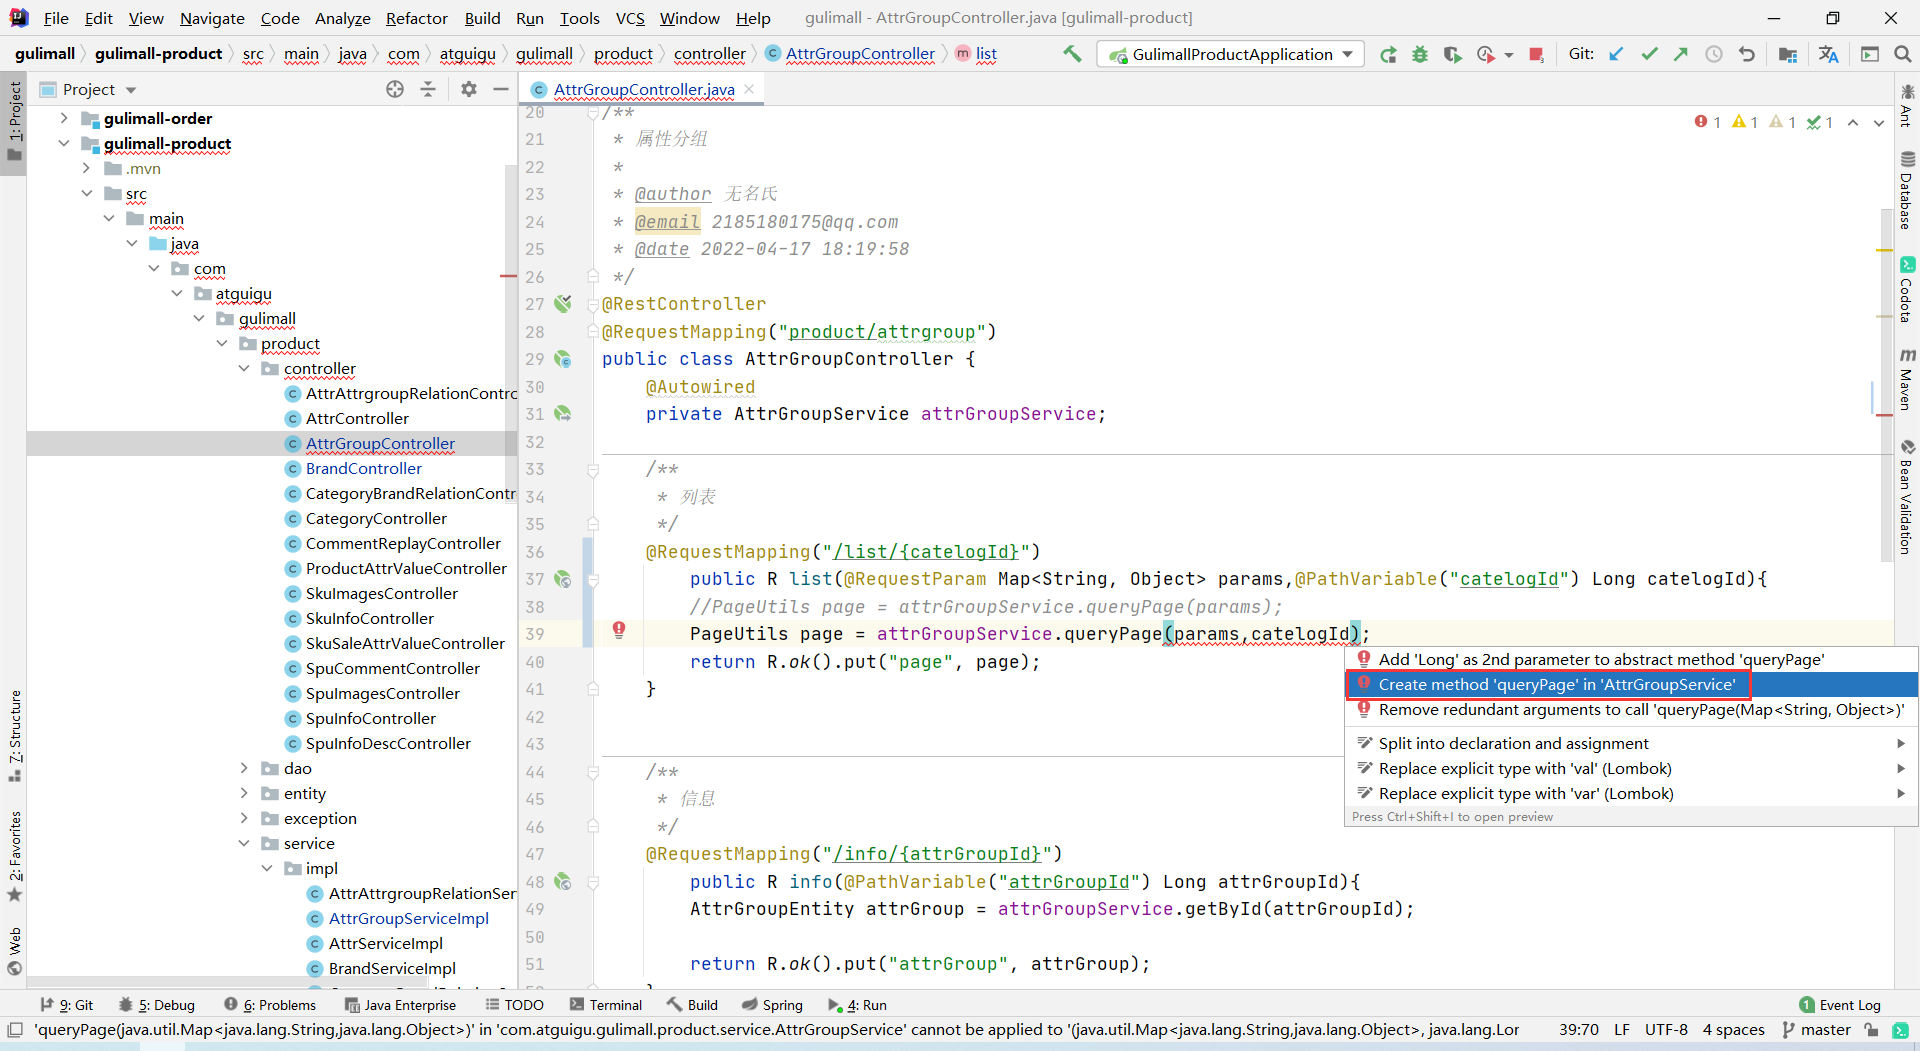 File Edit View Navigate Code Analyze Refactor Build Run Tools VCS Window Help gulimall - AttrGroupController.java [gulimall-product]
gulimall gulimall-product src main java com atguigu gulimall product controller AttrGroupController list GulimallProductApplication Git:
Project
AttrGroupController.java
1: Project
gulimall-order
gulimall-product
.mvn
src
main
java
com
atguigu
gulimall
product
controller
AttrAttrgroupRelationContro
AttrController
AttrGroupController
BrandController
CategoryBrandRelationContr
CategoryController
CommentReplayController
ProductAttrValueController
SkuImagesController
SkuInfoController
SkuSaleAttrValueController
SpuCommentController
SpuImagesController
SpuInfoController
SpuInfoDescController
dao
entity
exception
service
impl
AttrAttrgroupRelationSer
AttrGroupServiceImpl
AttrServiceImpl
BrandServiceImpl
7: Structure
2: Favorites
Web
1 1 1 1
20 /**
21 * 属性分组
22 *
23 * @author 无名氏
24 * @email 2185180175@qq.com
25 * @date 2022-04-17 18:19:58
26 */
27 @RestController
28 @RequestMapping("product/attrgroup")
29 public class AttrGroupController {
30 @Autowired
31 private AttrGroupService attrGroupService;
32
33 /**
34 * 列表
35 */
36 @RequestMapping("/list/{catelogId}")
37 public R list(@RequestParam Map<String, Object> params,@PathVariable("catelogId") Long catelogId){
38 //PageUtils page = attrGroupService.queryPage(params);
39 PageUtils page = attrGroupService.queryPage(params,catelogId);
40 return R.ok().put("page", page);
41 }
42
43
44 /**
45 * 信息
46 */
47 @RequestMapping("/info/{attrGroupId}")
48 public R info(@PathVariable("attrGroupId") Long attrGroupId){
49 AttrGroupEntity attrGroup = attrGroupService.getById(attrGroupId);
50
51 return R.ok().put("attrGroup", attrGroup);
}
Add 'Long' as 2nd parameter to abstract method 'queryPage'
Create method 'queryPage' in 'AttrGroupService'
Remove redundant arguments to call 'queryPage(Map<String, Object>)'
Split into declaration and assignment
Replace explicit type with 'val' (Lombok)
Replace explicit type with 'var' (Lombok)
Press Ctrl+Shift+I to open preview
Ant
Database
Codota
Maven
Bean Validation
9: Git 5: Debug 6: Problems Java Enterprise TODO Terminal Build Spring 4: Run 1 Event Log
'queryPage(java.util.Map<java.lang.String,java.lang.Object>)' in 'com.atguigu.gulimall.product.service.AttrGroupService' cannot be applied to '(java.util.Map<java.lang.String,java.lang.Object>, java.lang.Lor 39:70 LF UTF-8 4 spaces master